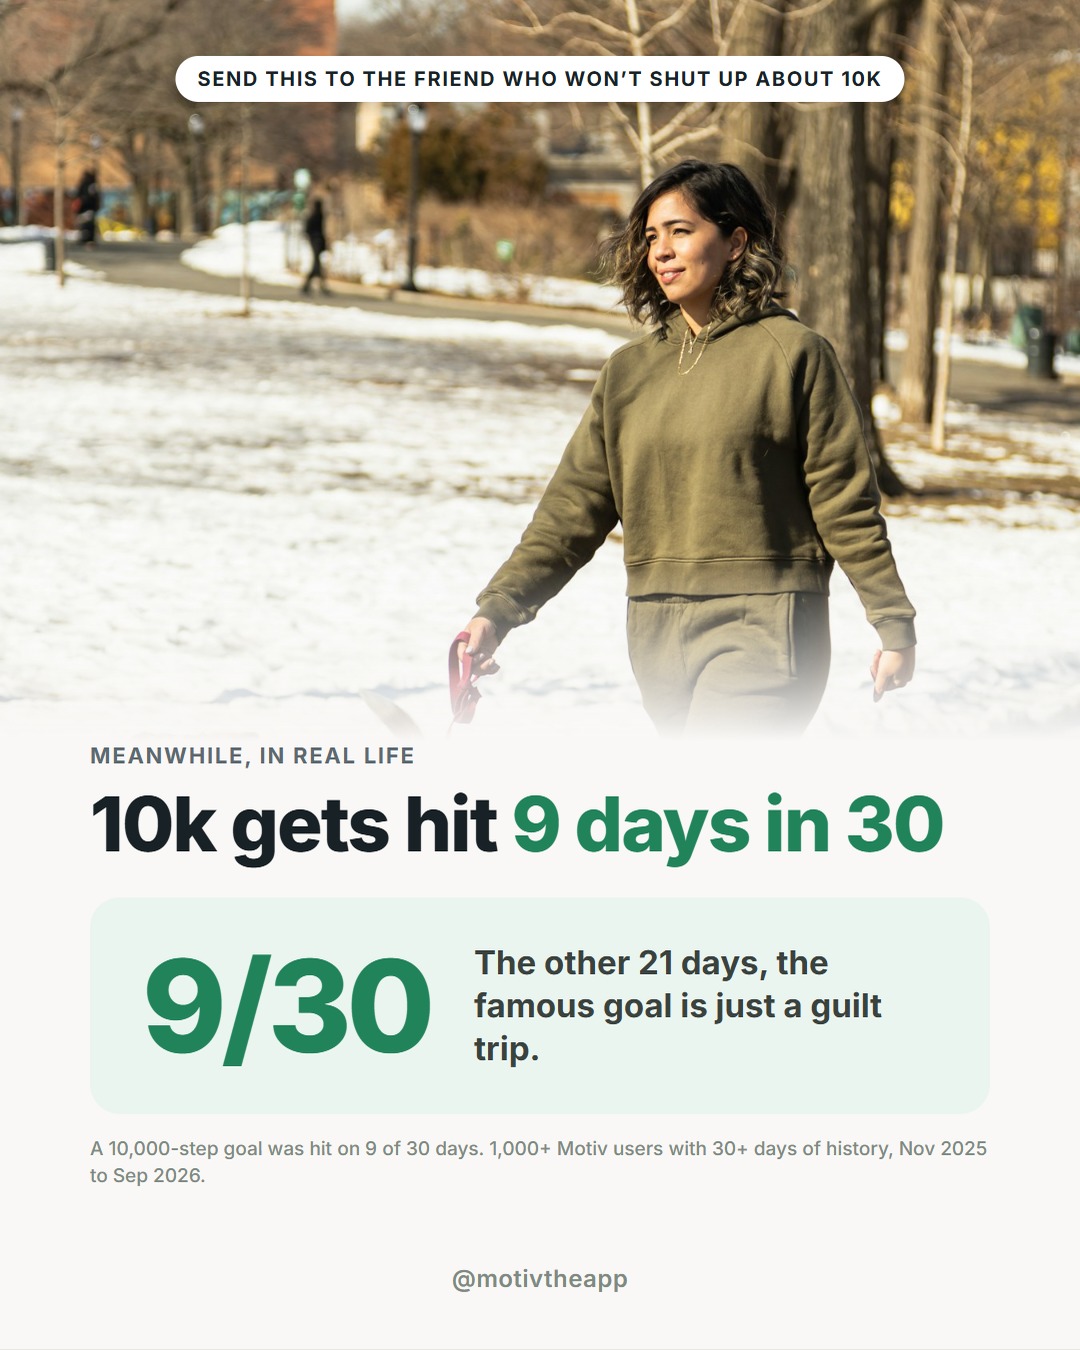 SEND THIS TO THE FRIEND WHO WON’T SHUT UP ABOUT 10K
MEANWHILE, IN REAL LIFE
10k gets hit 9 days in 30
9/30
The other 21 days, the
famous goal is just a guilt
trip.
A 10,000-step goal was hit on 9 of 30 days. 1,000+ Motiv users with 30+ days of history, Nov 2025
to Sep 2026.
@motivtheapp